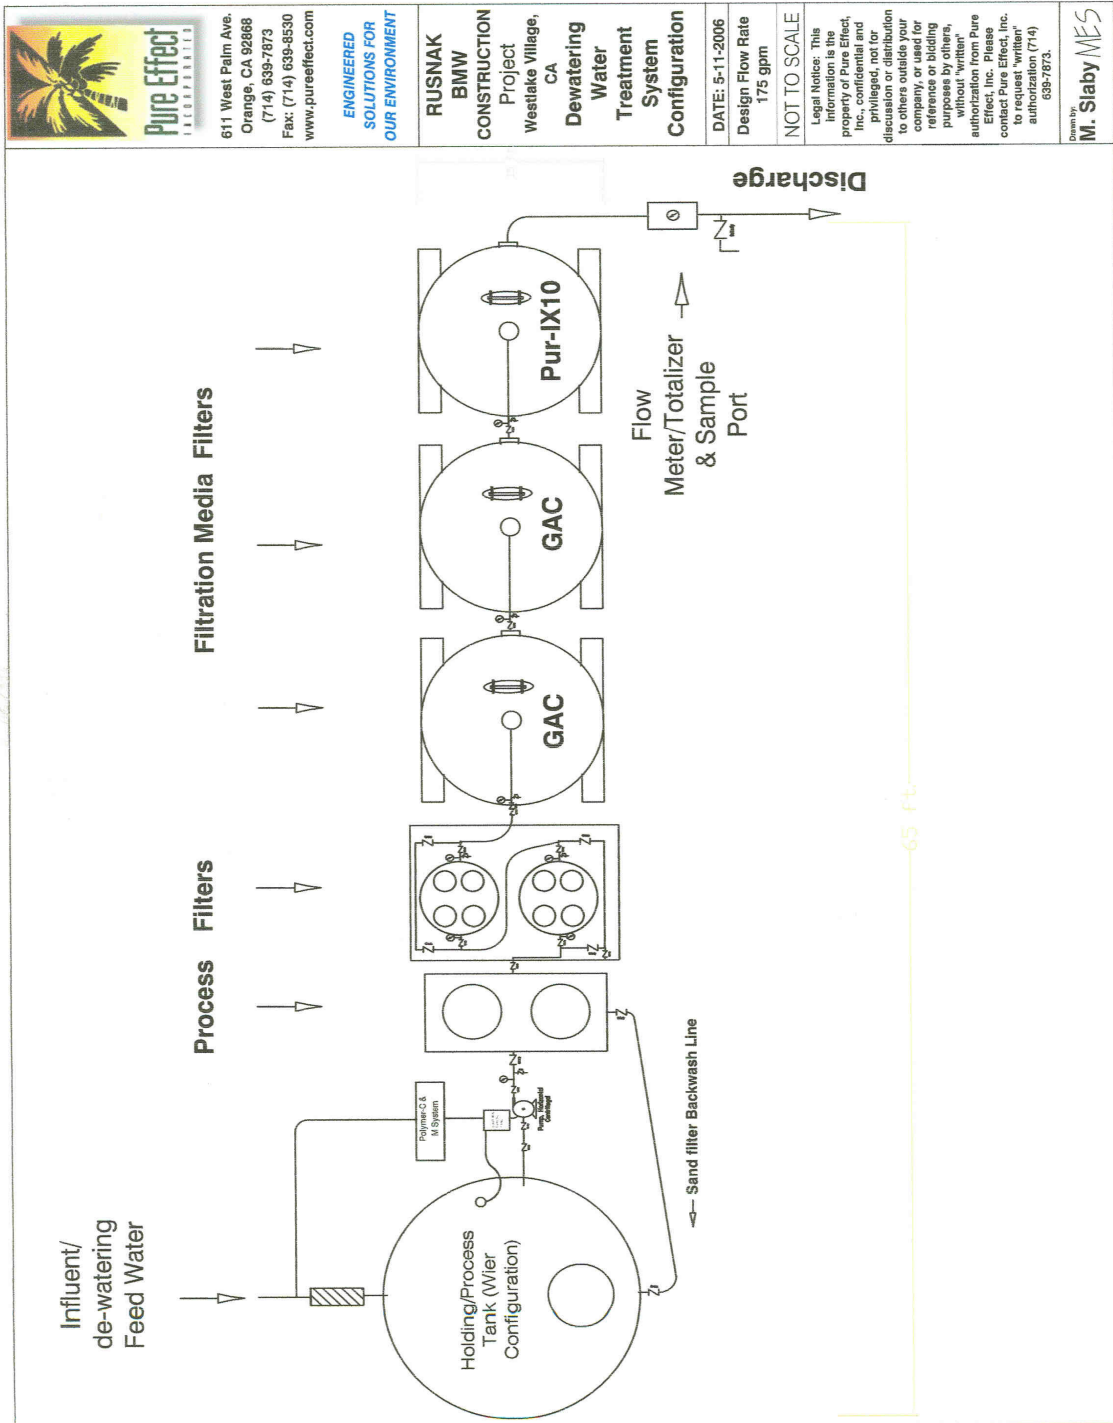 Pure Effect
INCORPORATED
611 West Palm Ave.
Orange, CA 92868
(714) 639-7873
Fax: (714) 639-8530
www.pureeffect.com
ENGINEERED
SOLUTIONS FOR
OUR ENVIRONMENT
RUSNAK
BMW
CONSTRUCTION
Project
Westlake Village,
CA
Dewatering
Water
Treatment
System
Configuration
DATE: 5-11-2006
Design Flow Rate
175 gpm
NOT TO SCALE
Legal Notice: This
information is the
property of Pure Effect,
Inc., confidential and
privileged, not for
discussion or distribution
to others outside your
company, or used for
reference or bidding
purposes by others,
without "written"
authorization from Pure
Effect, Inc. Please
contact Pure Effect, Inc.
to request "written"
authorization (714)
639-7873.
Drawn by:
M. Slaby MES
Influent/
de-watering
Feed Water
Process Filters
Filtration Media Filters
Polymer-C &
M System
Pump, Horizontal
Centrifugal
Holding/Process
Tank (Wier
Configuration)
Sand filter Backwash Line
GAC
GAC
Pur-IX10
Flow
Meter/Totalizer
& Sample
Port
Discharge
65 Ft.